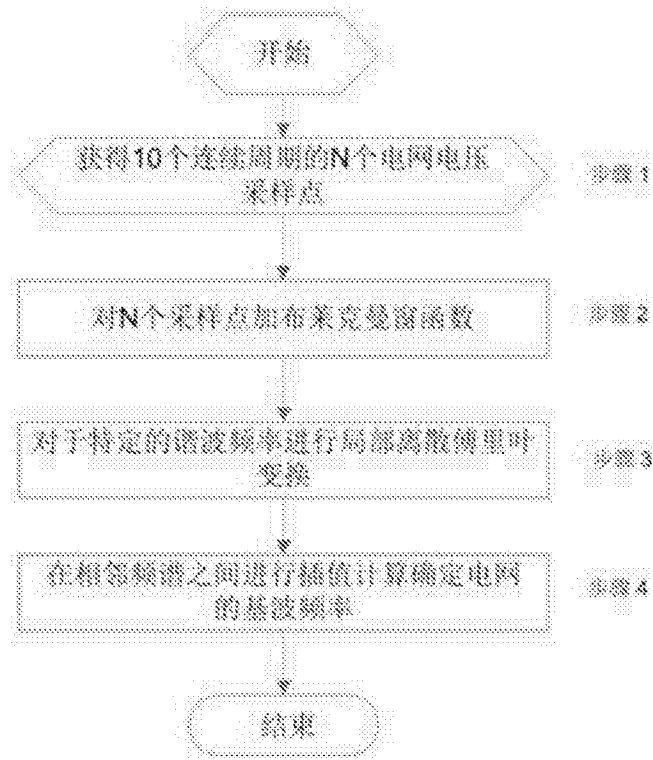 开始
获得10个连续周期的N个电网电压
采样点
步骤 1
对N个采样点加布莱克曼窗函数
步骤 2
对于特定的谐波频率进行局部离散傅里叶
变换
步骤 3
在相邻频谱之间进行插值计算确定电网
的基波频率
步骤 4
结束